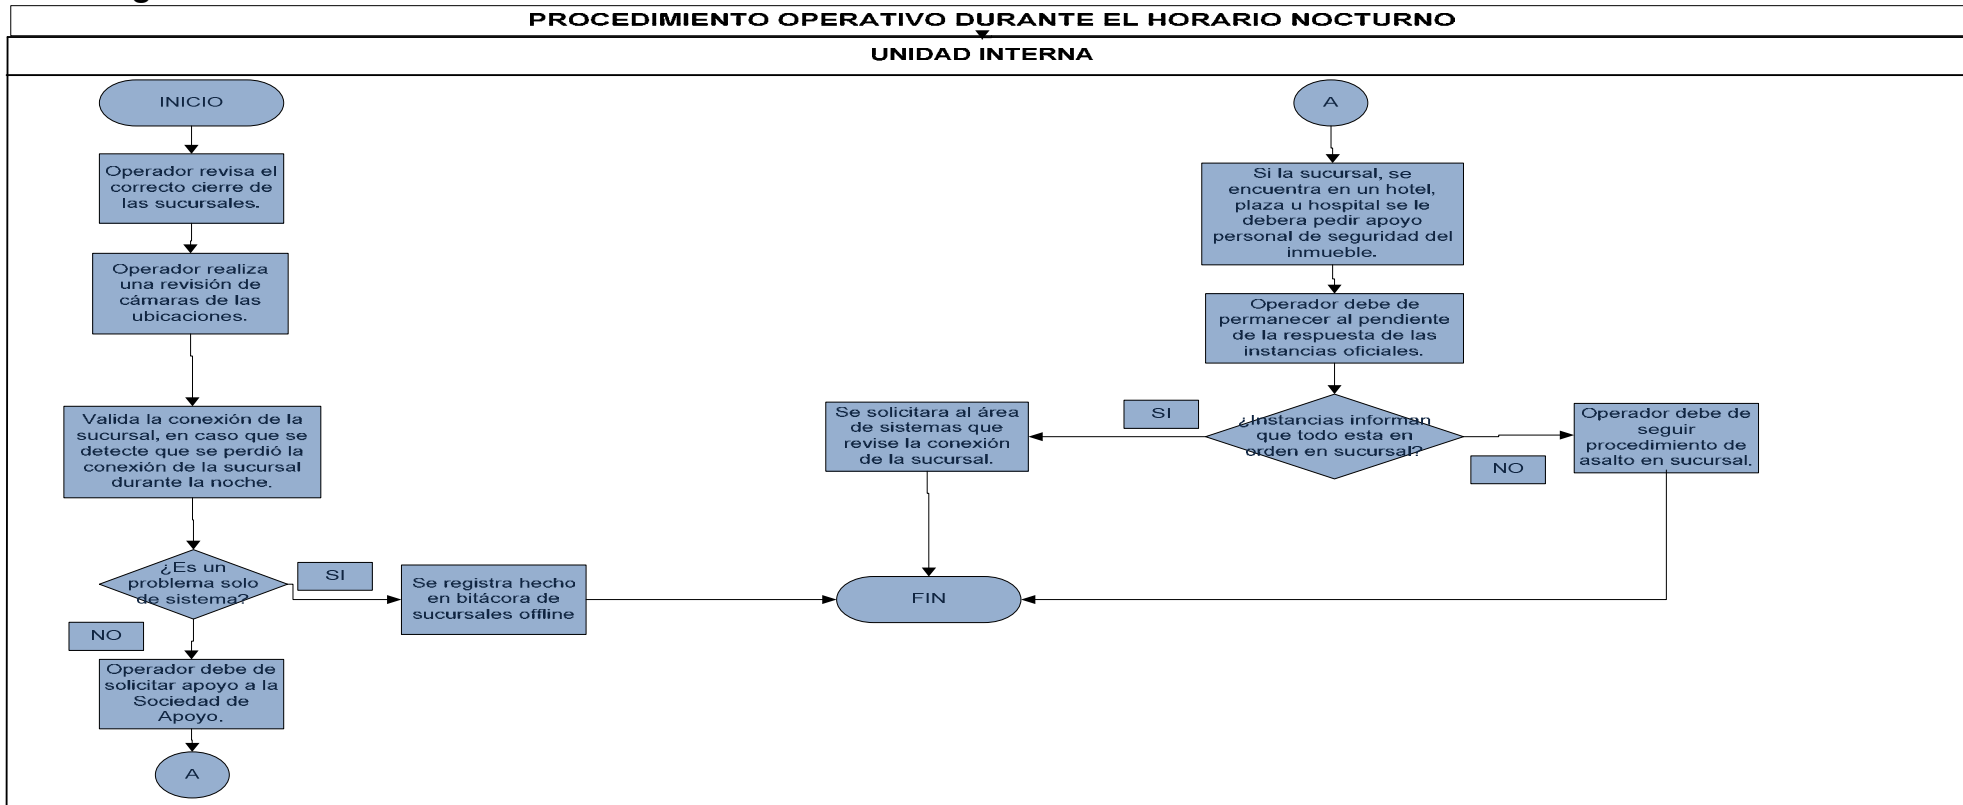 PROCEDIMIENTO OPERATIVO DURANTE EL HORARIO NOCTURNO
UNIDAD INTERNA
INICIO
Operador revisa el
correcto cierre de
las sucursales.
Operador realiza
una revisión de
cámaras de las
ubicaciones.
Valida la conexión de la
sucursal, en caso que se
detecte que se perdió la
conexión de la sucursal
durante la noche.
¿Es un
problema solo
de sistema?
SI
Se registra hecho
en bitácora de
sucursales offline
NO
Operador debe de
solicitar apoyo a la
Sociedad de
Apoyo.
A
A
Si la sucursal, se
encuentra en un hotel,
plaza u hospital se le
debera pedir apoyo
personal de seguridad del
inmueble.
Operador debe de
permanecer al pendiente
de la respuesta de las
instancias oficiales.
¿Instancias informan
que todo esta en
orden en sucursal?
SI
Se solicitara al área
de sistemas que
revise la conexión
de la sucursal.
NO
Operador debe de
seguir
procedimiento de
asalto en sucursal.
FIN